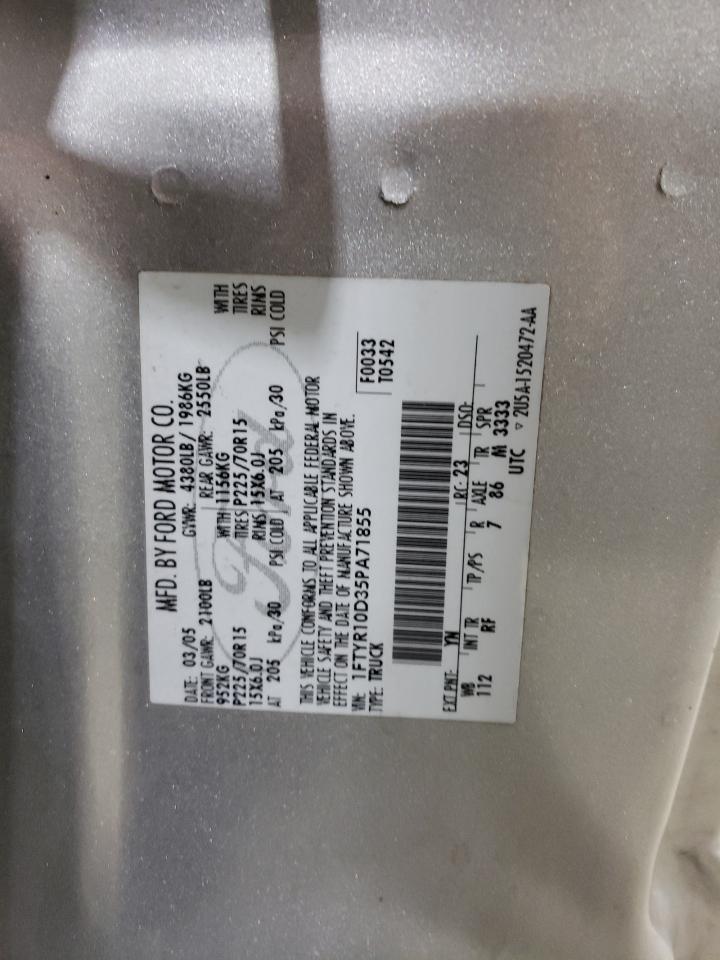 MFD. BY FORD MOTOR CO.
DATE: 03/05 GVWR: 4380LB/1986KG
FRONT GAWR: 2100LB REAR GAWR: 2550LB
952KG WITH 1156KG WITH
P225/70R15 TIRES P225/70R15 TIRES
15X6.0J RIMS 15X6.0J RIMS
AT 205 kPa/30 PSI COLD AT 205 kPa/30 PSI COLD
Ford
THIS VEHICLE CONFORMS TO ALL APPLICABLE FEDERAL MOTOR
VEHICLE SAFETY AND THEFT PREVENTION STANDARDS IN
EFFECT ON THE DATE OF MANUFACTURE SHOWN ABOVE.
VIN: 1FTYR10D35PA71855 F0033
TYPE: TRUCK T0542
EXT PNT: YN RC: 23 DSO:
WB INT TR TP/PS R AXLE TR SPR
112 RF 7 86 M 3333
UTC ▽ 2U5A-1520472-AA